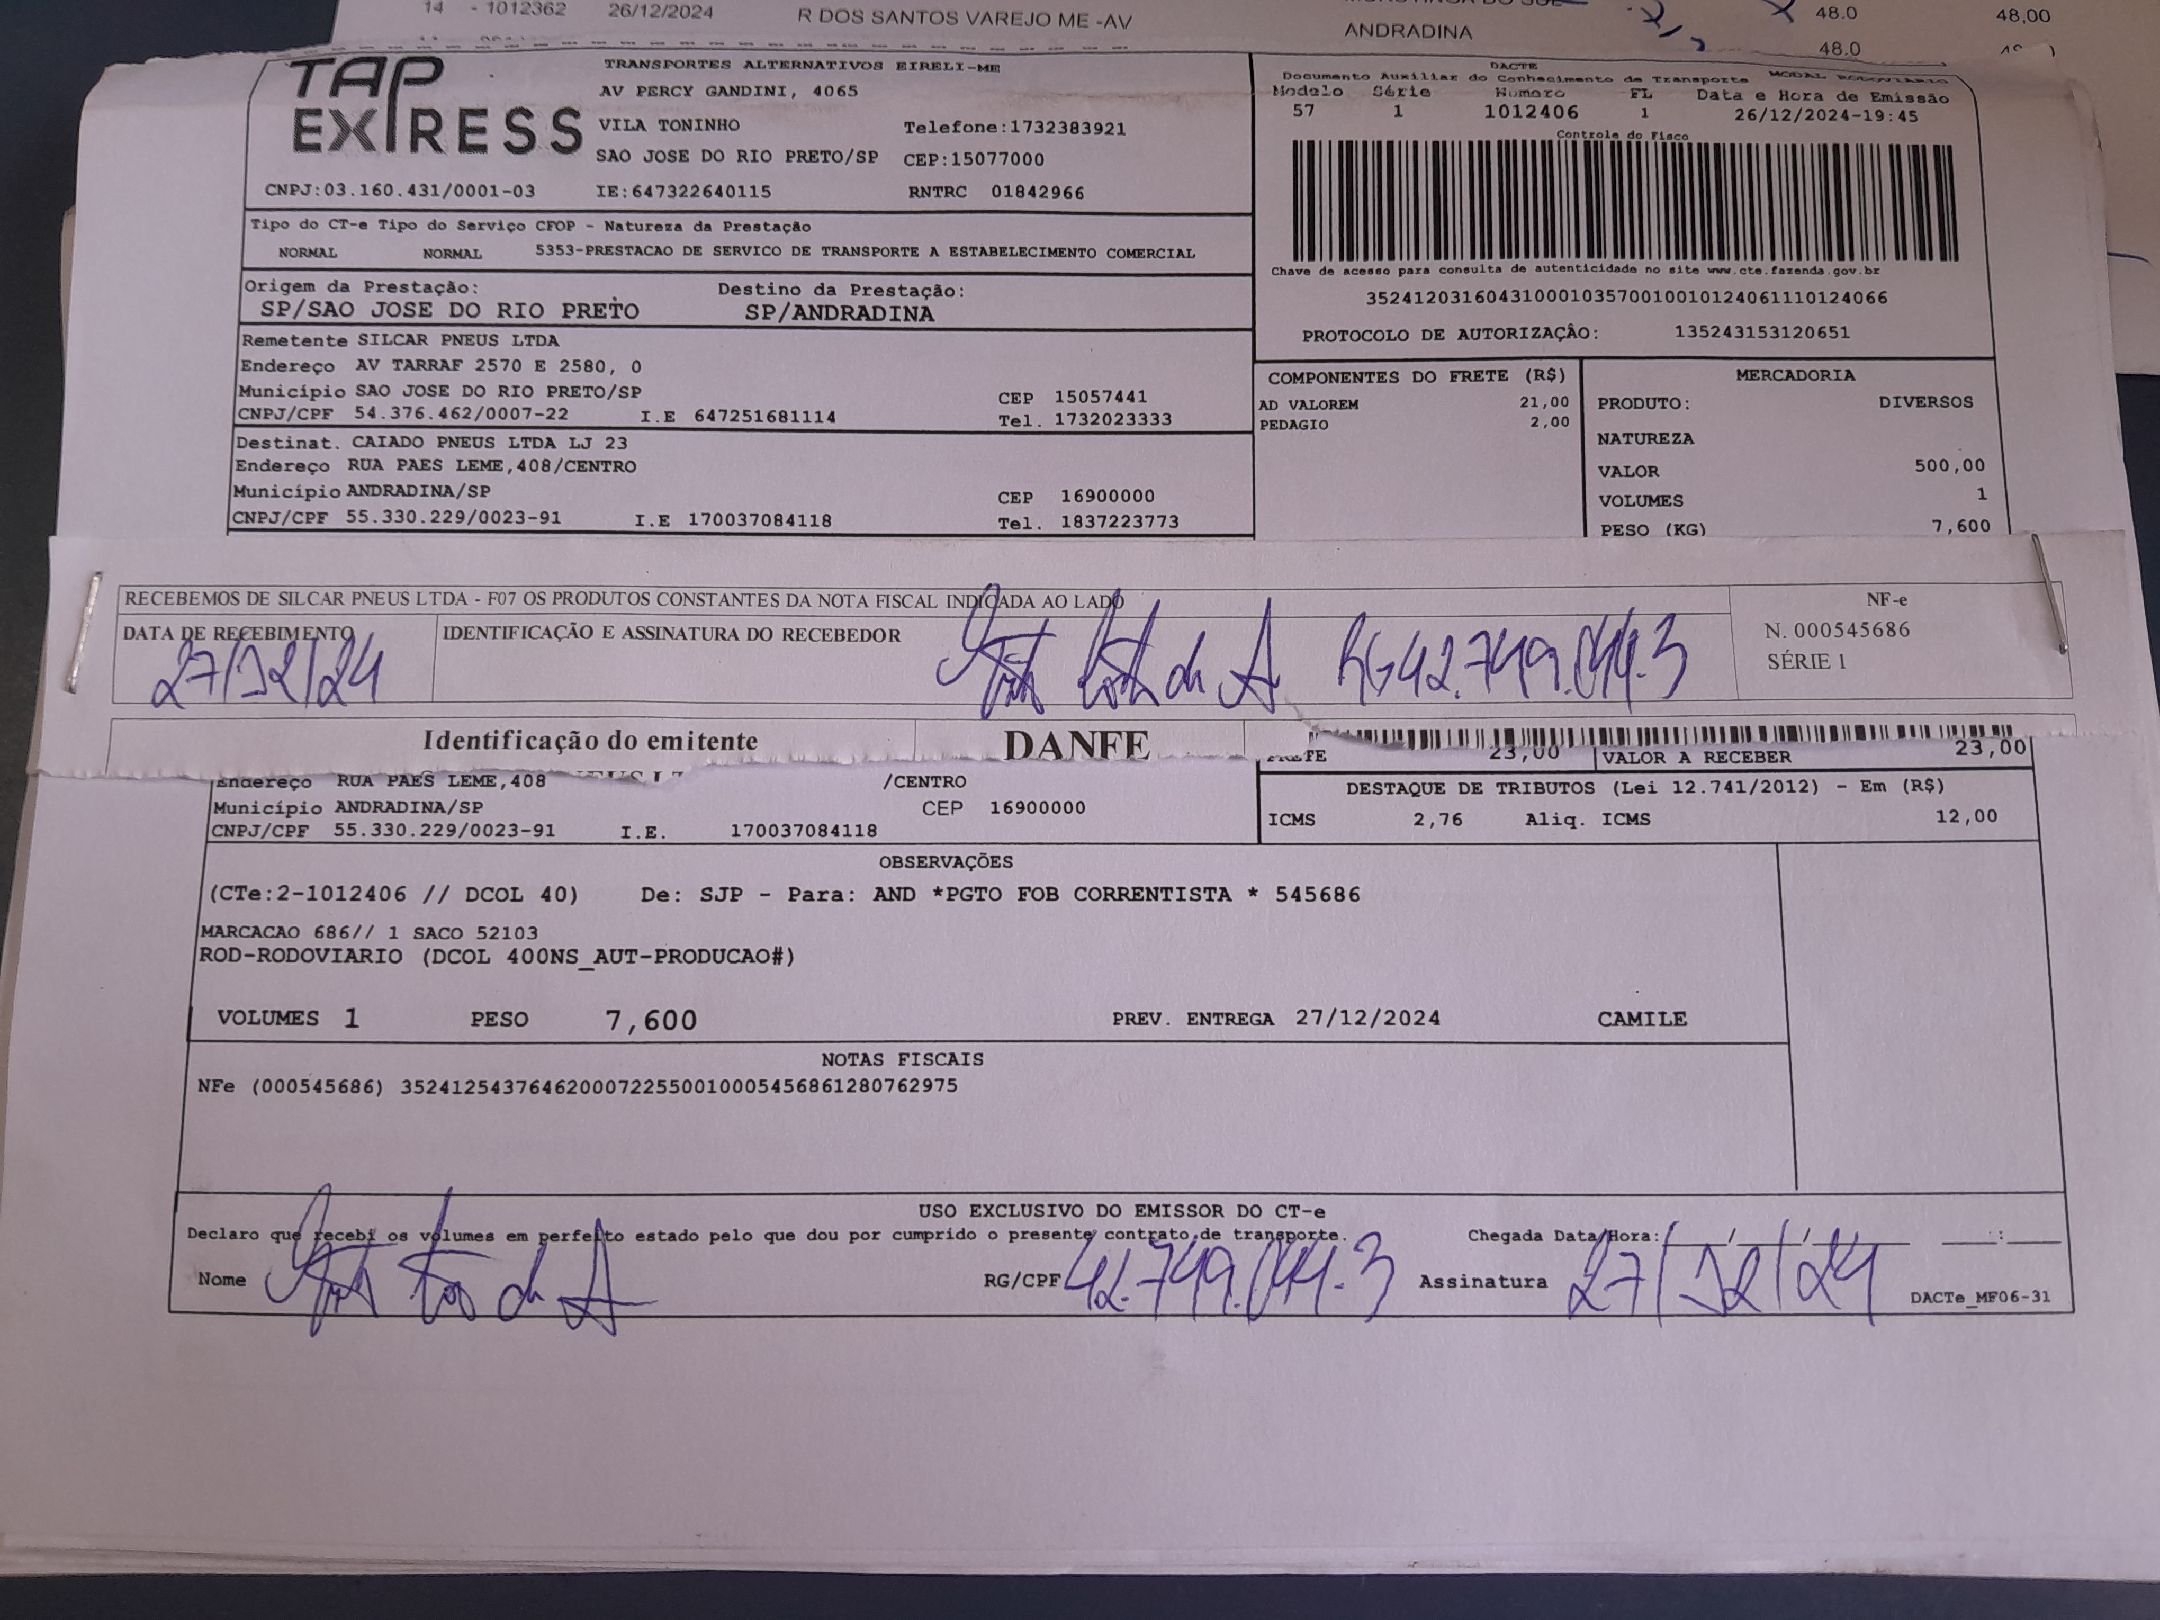 14 - 1012362 26/12/2024 R DOS SANTOS VAREJO ME -AV 48.0 48,00
ANDRADINA 48.0
TAP EXPRESS
TRANSPORTES ALTERNATIVOS EIRELI-ME
AV PERCY GANDINI, 4065
VILA TONINHO Telefone:1732383921
SAO JOSE DO RIO PRETO/SP CEP:15077000
CNPJ:03.160.431/0001-03 IE:647322640115 RNTRC 01842966
DACTE MODAL RODOVIARIO
Documento Auxiliar do Conhecimento de Transporte
Modelo Série Número FL Data e Hora de Emissão
57 1 1012406 1 26/12/2024-19:45
Controle do Fisco
Chave de acesso para consulta de autenticidade no site www.cte.fazenda.gov.br
35241203160431000103570010010124061110124066
PROTOCOLO DE AUTORIZAÇÂO: 135243153120651
Tipo do CT-e Tipo do Serviço CFOP - Natureza da Prestação
NORMAL NORMAL 5353-PRESTACAO DE SERVICO DE TRANSPORTE A ESTABELECIMENTO COMERCIAL
Origem da Prestação: Destino da Prestação:
SP/SAO JOSE DO RIO PRETO SP/ANDRADINA
Remetente SILCAR PNEUS LTDA
Endereço AV TARRAF 2570 E 2580, 0
Município SAO JOSE DO RIO PRETO/SP CEP 15057441
CNPJ/CPF 54.376.462/0007-22 I.E 647251681114 Tel. 1732023333
Destinat. CAIADO PNEUS LTDA LJ 23
Endereço RUA PAES LEME,408/CENTRO
Município ANDRADINA/SP CEP 16900000
CNPJ/CPF 55.330.229/0023-91 I.E 170037084118 Tel. 1837223773
COMPONENTES DO FRETE (R$)
AD VALOREM 21,00
PEDAGIO 2,00
MERCADORIA
PRODUTO: DIVERSOS
NATUREZA
VALOR 500,00
VOLUMES 1
PESO (KG) 7,600
RECEBEMOS DE SILCAR PNEUS LTDA - F07 OS PRODUTOS CONSTANTES DA NOTA FISCAL INDICADA AO LADO
DATA DE RECEBIMENTO IDENTIFICAÇÃO E ASSINATURA DO RECEBEDOR
27/12/24 RG42.749.044.3
NF-e
N. 000545686
SÉRIE 1
Identificação do emitente DANFE
FRETE 23,00 VALOR A RECEBER 23,00
Endereço RUA PAES LEME,408 /CENTRO
Município ANDRADINA/SP CEP 16900000
CNPJ/CPF 55.330.229/0023-91 I.E. 170037084118
DESTAQUE DE TRIBUTOS (Lei 12.741/2012) - Em (R$)
ICMS 2,76 Aliq. ICMS 12,00
OBSERVAÇÕES
(CTe:2-1012406 // DCOL 40) De: SJP - Para: AND *PGTO FOB CORRENTISTA * 545686
MARCACAO 686// 1 SACO 52103
ROD-RODOVIARIO (DCOL 400NS_AUT-PRODUCAO#)
VOLUMES 1 PESO 7,600 PREV. ENTREGA 27/12/2024 CAMILE
NOTAS FISCAIS
NFe (000545686) 35241254376462000722550010005456861280762975
USO EXCLUSIVO DO EMISSOR DO CT-e
Declaro que recebi os volumes em perfeito estado pelo que dou por cumprido o presente contrato de transporte. Chegada Data/Hora: ___/___/___ ___:___
Nome RG/CPF 42.749.044.3 Assinatura 27/12/24
DACTe_MF06-31